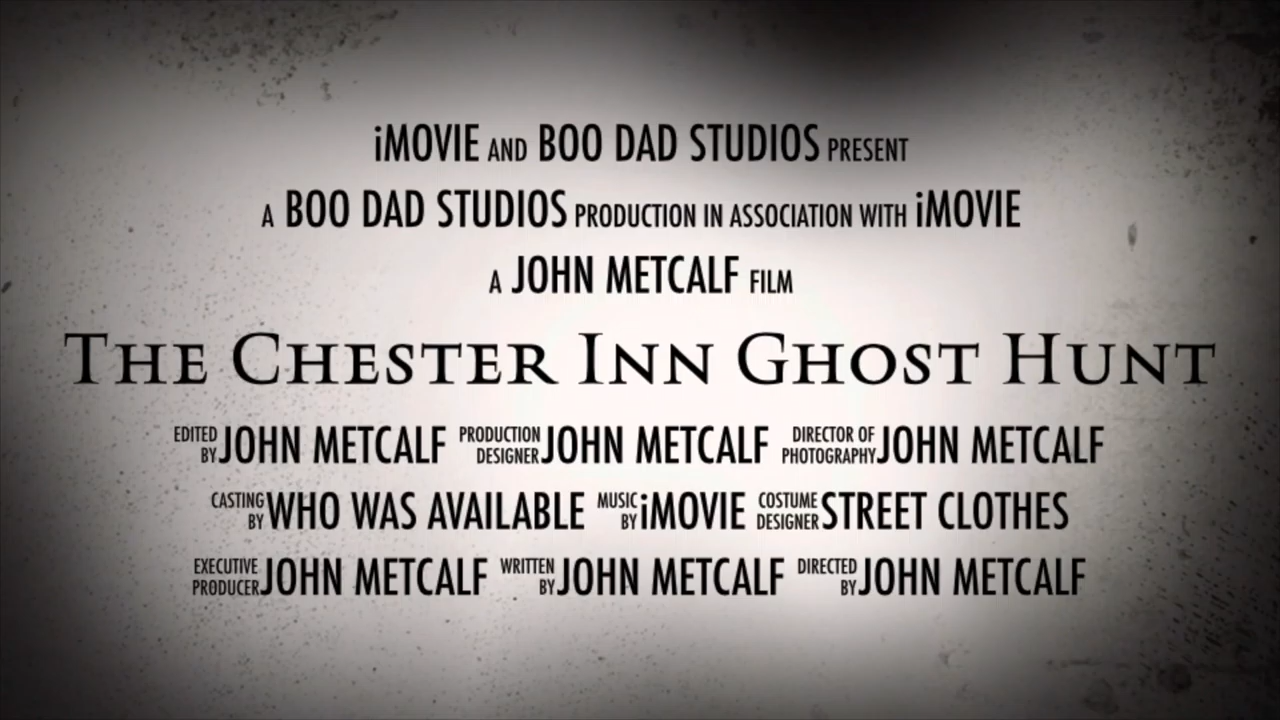 iMOVIE AND BOO DAD STUDIOS PRESENT
A BOO DAD STUDIOS PRODUCTION IN ASSOCIATION WITH iMOVIE
A JOHN METCALF FILM
THE CHESTER INN GHOST HUNT
EDITED BY JOHN METCALF PRODUCTION DESIGNER JOHN METCALF DIRECTOR OF PHOTOGRAPHY JOHN METCALF
CASTING BY WHO WAS AVAILABLE MUSIC BY iMOVIE COSTUME DESIGNER STREET CLOTHES
EXECUTIVE PRODUCER JOHN METCALF WRITTEN BY JOHN METCALF DIRECTED BY JOHN METCALF